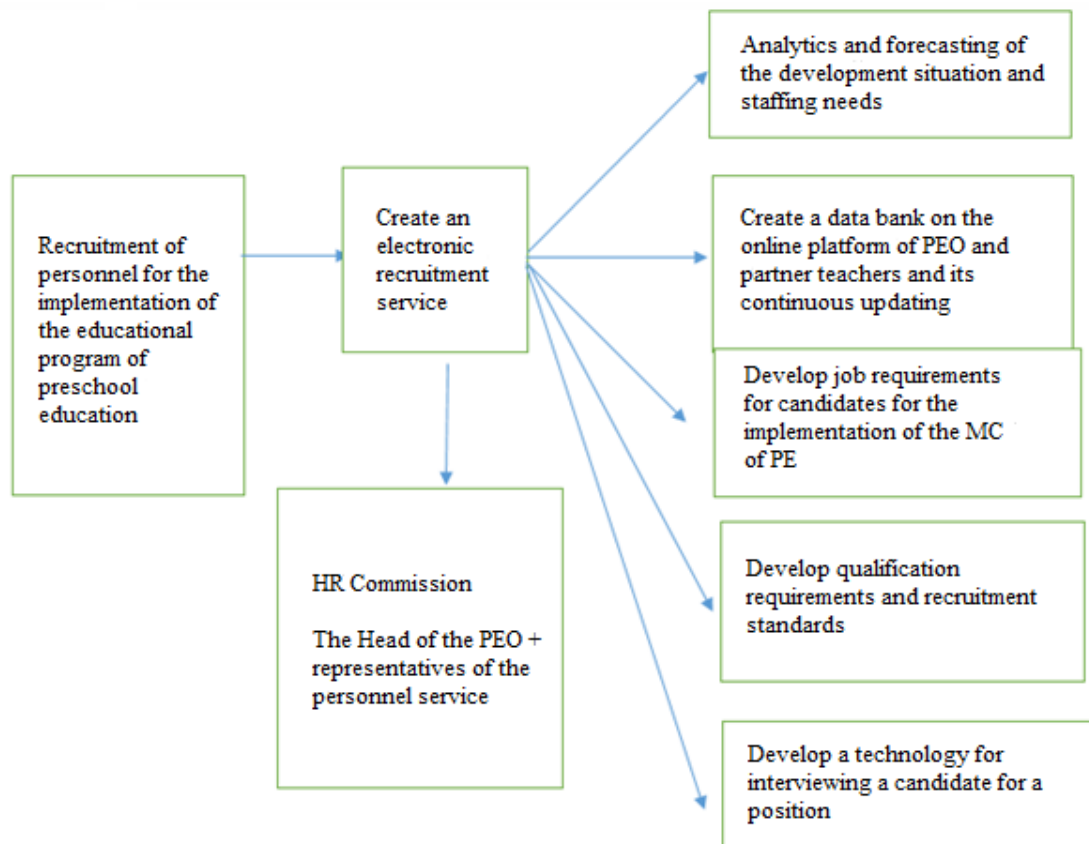 Recruitment of
personnel for the
implementation of
the educational
program of
preschool
education
Create an
electronic
recruitment
service
HR Commission
The Head of the PEO +
representatives of the
personnel service
Analytics and forecasting of
the development situation and
staffing needs
Create a data bank on the
online platform of PEO and
partner teachers and its
continuous updating
Develop job requirements
for candidates for the
implementation of the MC
of PE
Develop qualification
requirements and recruitment
standards
Develop a technology for
interviewing a candidate for a
position